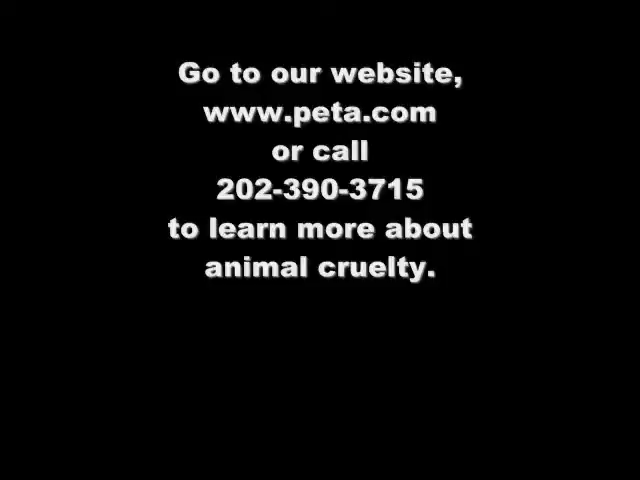 Go to our website,
www.peta.com
or call
202-390-3715
to learn more about
animal cruelty.